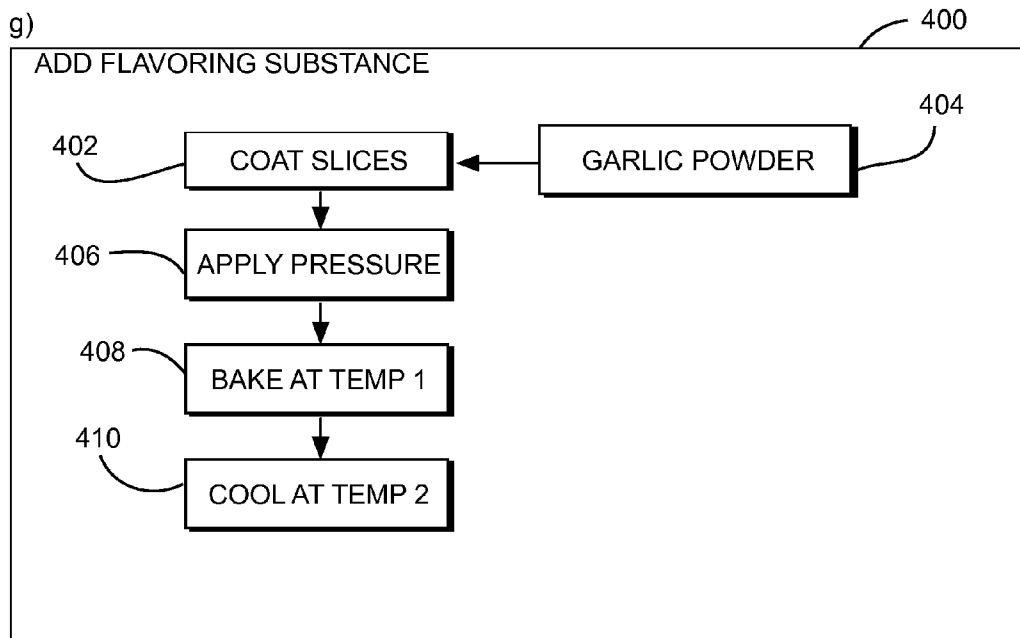 g)
400
ADD FLAVORING SUBSTANCE
404
402
COAT SLICES
GARLIC POWDER
406
APPLY PRESSURE
408
BAKE AT TEMP 1
410
COOL AT TEMP 2